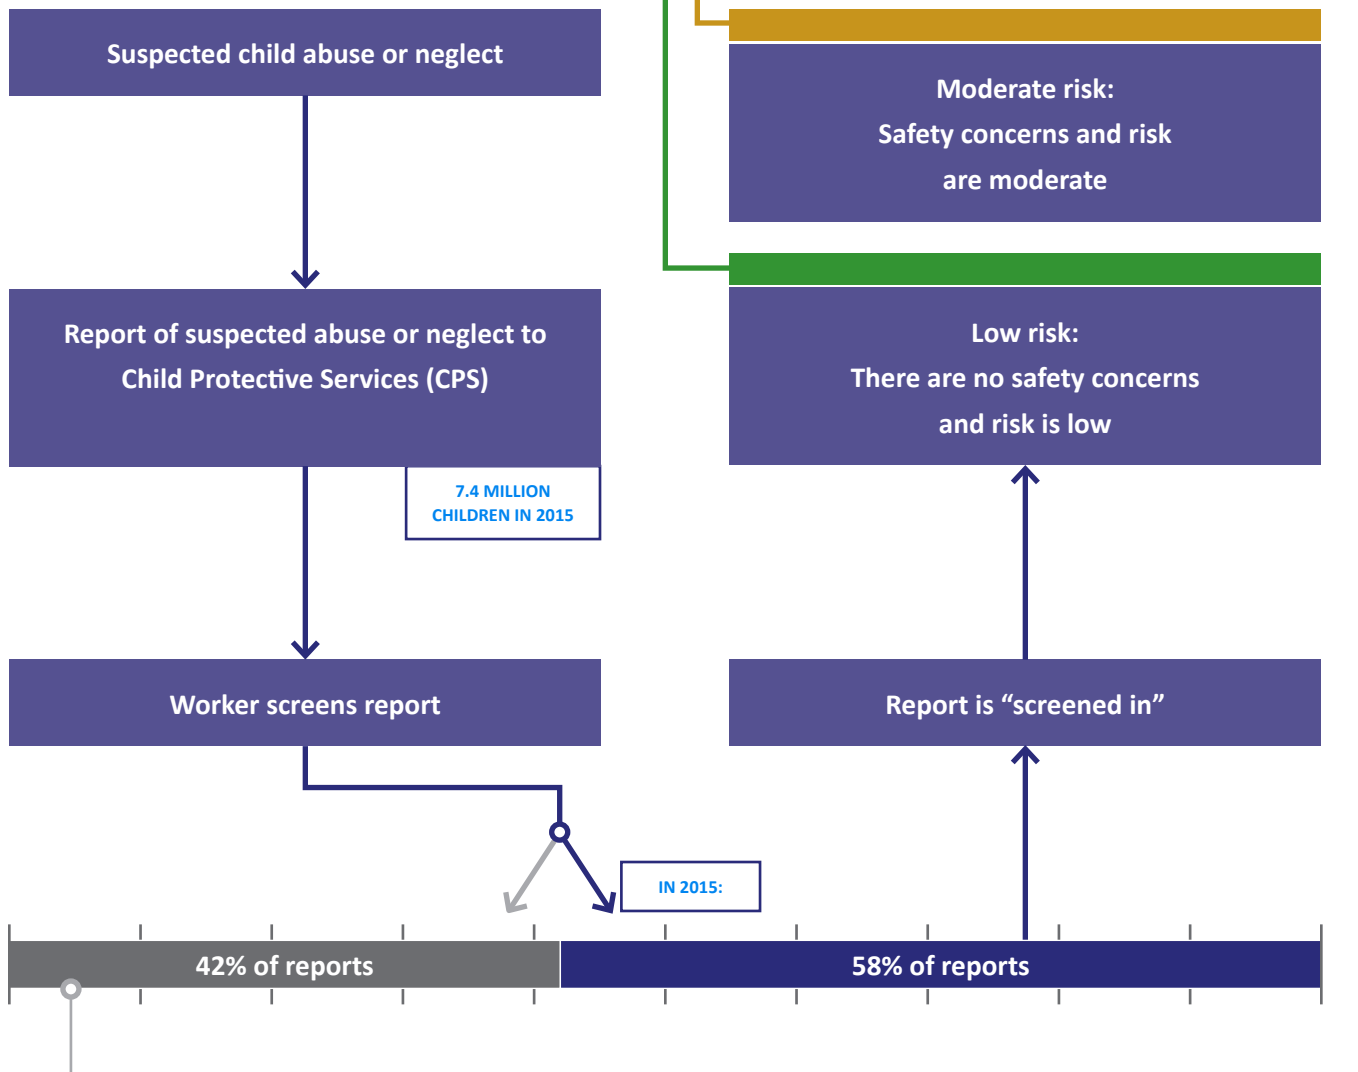 Suspected child abuse or neglect
Report of suspected abuse or neglect to
Child Protective Services (CPS)
7.4 MILLION
CHILDREN IN 2015
Worker screens report
IN 2015:
42% of reports
58% of reports
Report is “screened in”
Low risk:
There are no safety concerns
and risk is low
Moderate risk:
Safety concerns and risk
are moderate